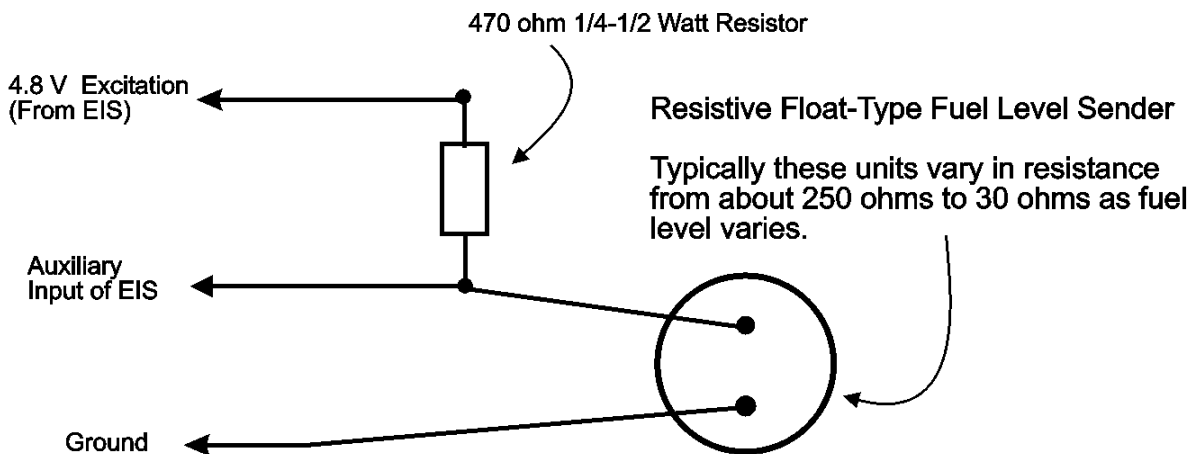 470 ohm 1/4-1/2 Watt Resistor
4.8 V Excitation
(From EIS)
Resistive Float-Type Fuel Level Sender
Typically these units vary in resistance
from about 250 ohms to 30 ohms as fuel
level varies.
Auxiliary
Input of EIS
Ground